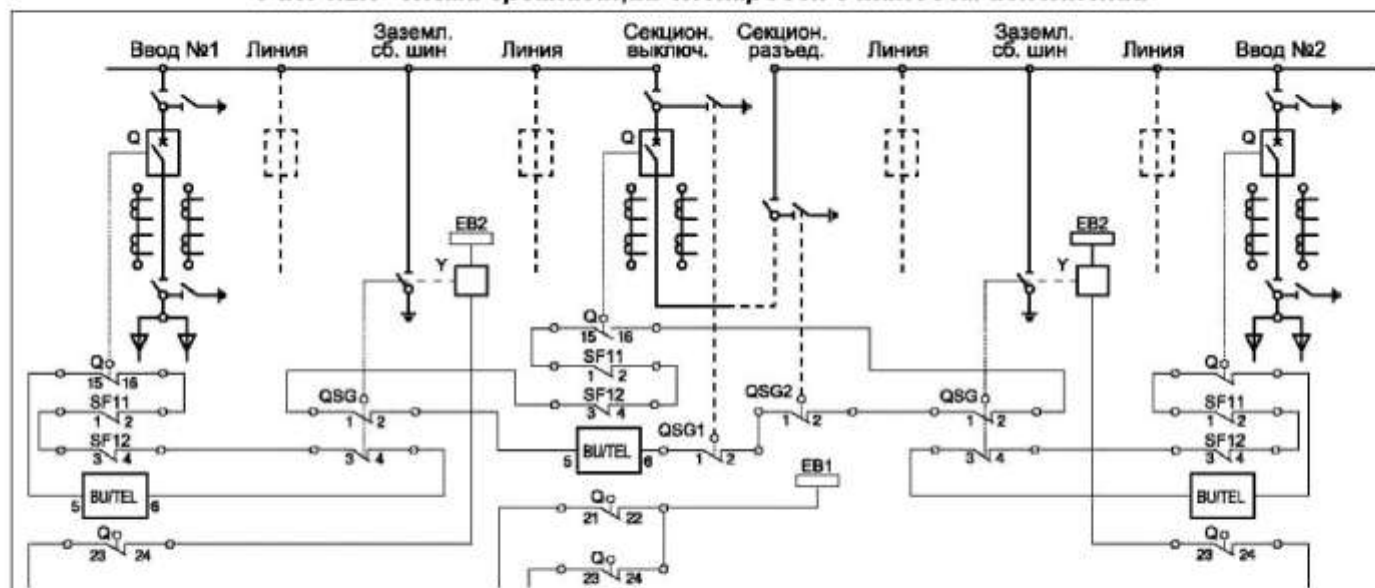 Ввод №1
Линия
Заземл.
сб. шин
Линия
Секцион.
выключ.
Секцион.
разъед.
Линия
Заземл.
сб. шин
Линия
Ввод №2
Q
Q
Q
EB2
Y
EB2
Y
Q
15 16
SF11
1 2
SF12
3 4
BU/TEL
5 6
Q
23 24
QSG
1 2
3 4
Q
15 16
SF11
1 2
SF12
3 4
BU/TEL
5 6
QSG1
1 2
QSG2
1 2
EB1
Q
21 22
Q
23 24
QSG
1 2
3 4
Q
SF11
1 2
SF12
3 4
BU/TEL
Q
23 24